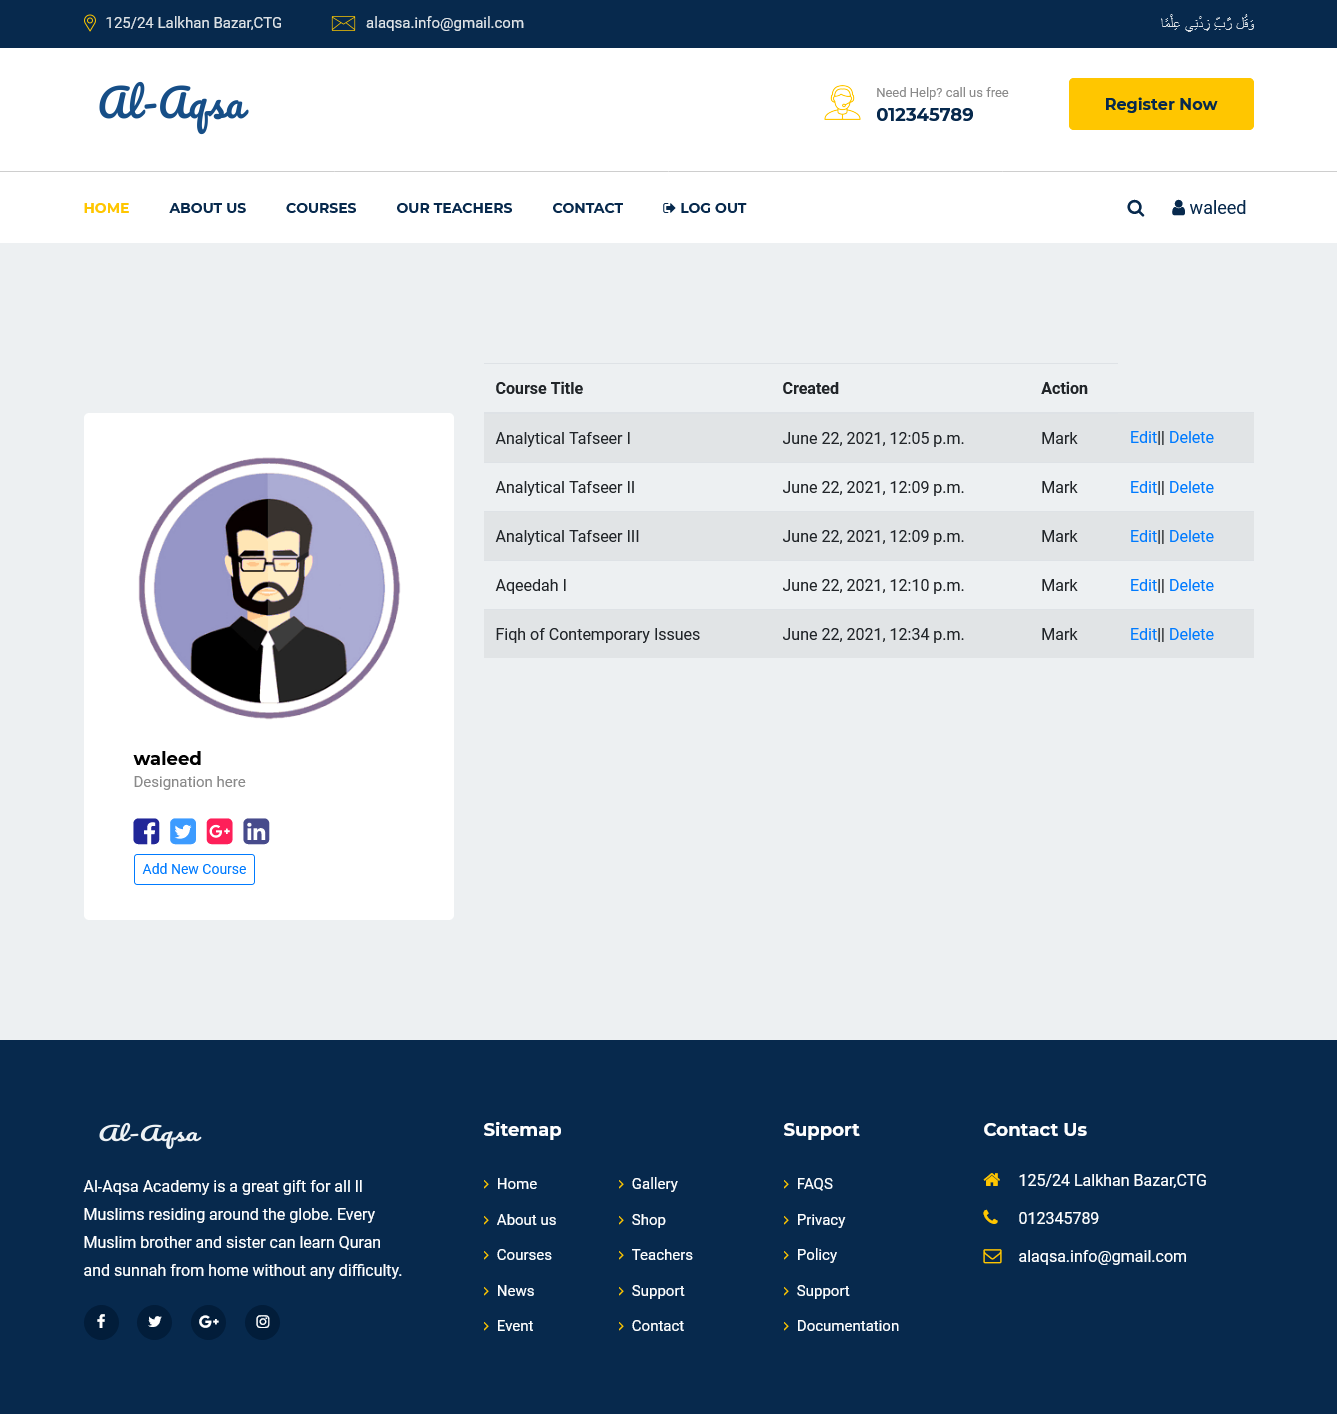 125/24 Lalkhan Bazar,CTG alaqsa.info@gmail.com وَقُل رَّبِّ زِدْنِي عِلْمًا
Al-Aqsa
Need Help? call us free
012345789
Register Now
HOME ABOUT US COURSES OUR TEACHERS CONTACT LOG OUT waleed
Course Title Created Action
Analytical Tafseer I June 22, 2021, 12:05 p.m. Mark Edit|| Delete
Analytical Tafseer II June 22, 2021, 12:09 p.m. Mark Edit|| Delete
Analytical Tafseer III June 22, 2021, 12:09 p.m. Mark Edit|| Delete
Aqeedah I June 22, 2021, 12:10 p.m. Mark Edit|| Delete
Fiqh of Contemporary Issues June 22, 2021, 12:34 p.m. Mark Edit|| Delete
waleed
Designation here
Add New Course
Al-Aqsa
Al-Aqsa Academy is a great gift for all ll
Muslims residing around the globe. Every
Muslim brother and sister can learn Quran
and sunnah from home without any difficulty.
Sitemap
Home Gallery
About us Shop
Courses Teachers
News Support
Event Contact
Support
FAQS
Privacy
Policy
Support
Documentation
Contact Us
125/24 Lalkhan Bazar,CTG
012345789
alaqsa.info@gmail.com